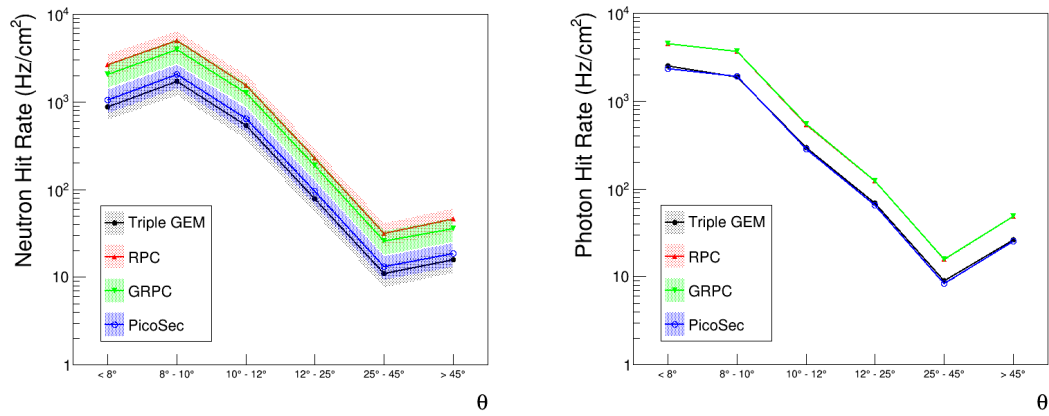 Neutron Hit Rate (Hz/cm²)
10⁴
10³
10²
10
1
Triple GEM
RPC
GRPC
PicoSec
< 8°
8° - 10°
10° - 12°
12° - 25°
25° - 45°
> 45°
θ
Photon Hit Rate (Hz/cm²)
10⁴
10³
10²
10
1
Triple GEM
RPC
GRPC
PicoSec
< 8°
8° - 10°
10° - 12°
12° - 25°
25° - 45°
> 45°
θ